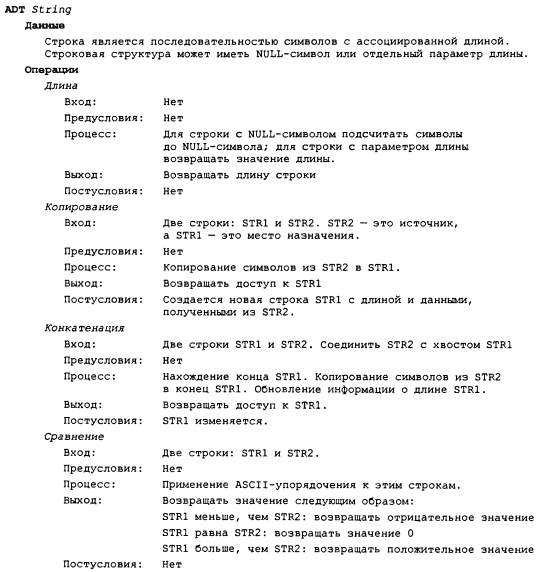 ADT String
Данные
Строка является последовательностью символов с ассоциированной длиной.
Строковая структура может иметь NULL-символ или отдельный параметр длины.
Операции
Длина
Вход: Нет
Предусловия: Нет
Процесс: Для строки с NULL-символом подсчитать символы
до NULL-символа; для строки с параметром длины
возвращать значение длины.
Выход: Возвращать длину строки
Постусловия: Нет
Копирование
Вход: Две строки: STR1 и STR2. STR2 — это источник,
а STR1 — это место назначения.
Предусловия: Нет
Процесс: Копирование символов из STR2 в STR1.
Выход: Возвращать доступ к STR1
Постусловия: Создается новая строка STR1 с длиной и данными,
полученными из STR2.
Конкатенация
Вход: Две строки STR1 и STR2. Соединить STR2 с хвостом STR1
Предусловия: Нет
Процесс: Нахождение конца STR1. Копирование символов из STR2
в конец STR1. Обновление информации о длине STR1.
Выход: Возвращать доступ к STR1.
Постусловия: STR1 изменяется.
Сравнение
Вход: Две строки: STR1 и STR2.
Предусловия: Нет
Процесс: Применение ASCII-упорядочения к этим строкам.
Выход: Возвращать значение следующим образом:
STR1 меньше, чем STR2: возвращать отрицательное значение
STR1 равна STR2: возвращать значение 0
STR1 больше, чем STR2: возвращать положительное значение
Постусловия: Нет